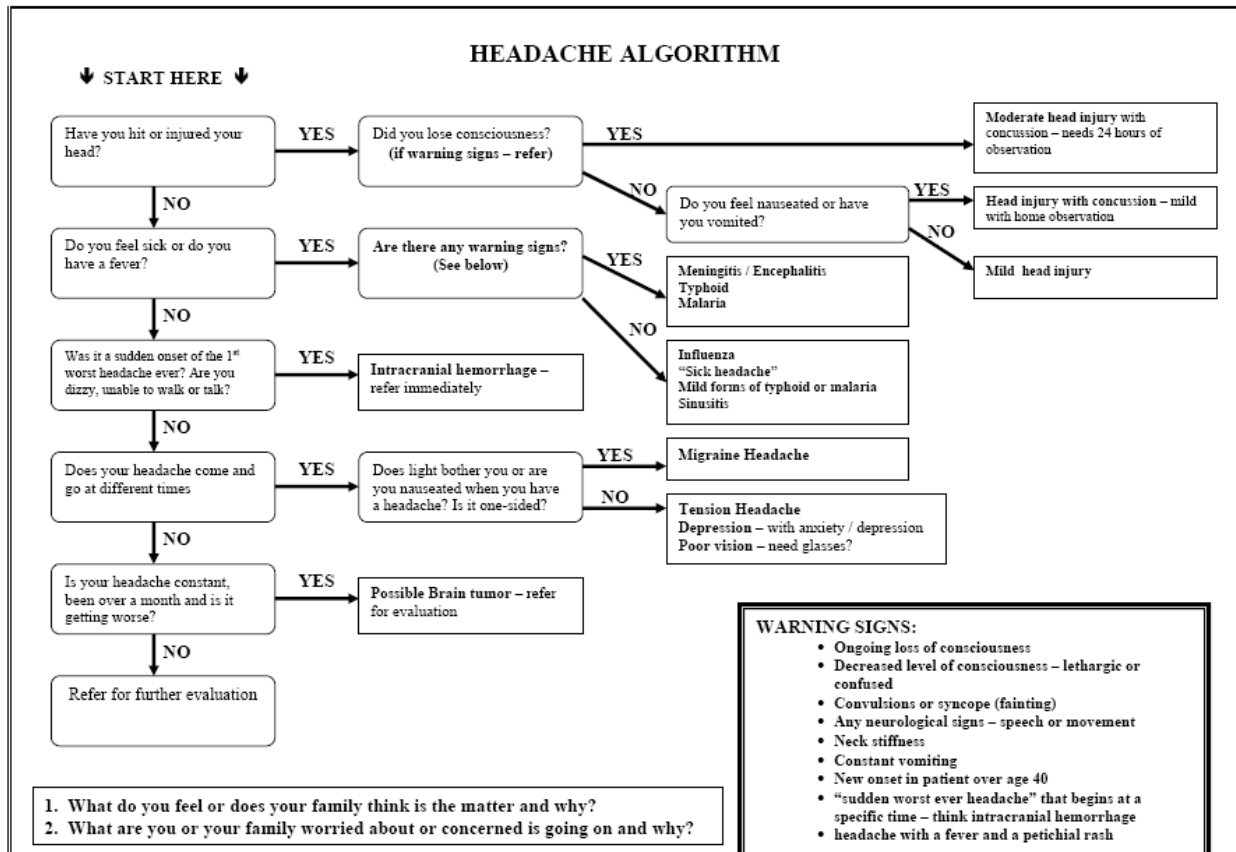 HEADACHE ALGORITHM
🡻 START HERE 🡻
Have you hit or injured your
head?
YES
Did you lose consciousness?
(if warning signs – refer)
YES
Moderate head injury with
concussion – needs 24 hours of
observation
NO
Do you feel nauseated or have
you vomited?
YES
Head injury with concussion – mild
with home observation
NO
Mild head injury
NO
Do you feel sick or do you
have a fever?
YES
Are there any warning signs?
(See below)
YES
Meningitis / Encephalitis
Typhoid
Malaria
NO
Influenza
“Sick headache”
Mild forms of typhoid or malaria
Sinusitis
NO
Was it a sudden onset of the 1st
worst headache ever? Are you
dizzy, unable to walk or talk?
YES
Intracranial hemorrhage –
refer immediately
NO
Does your headache come and
go at different times
YES
Does light bother you or are
you nauseated when you have
a headache? Is it one-sided?
YES
Migraine Headache
NO
Tension Headache
Depression – with anxiety / depression
Poor vision – need glasses?
NO
Is your headache constant,
been over a month and is it
getting worse?
YES
Possible Brain tumor – refer
for evaluation
NO
Refer for further evaluation
WARNING SIGNS:
• Ongoing loss of consciousness
• Decreased level of consciousness – lethargic or
confused
• Convulsions or syncope (fainting)
• Any neurological signs – speech or movement
• Neck stiffness
• Constant vomiting
• New onset in patient over age 40
• “sudden worst ever headache” that begins at a
specific time – think intracranial hemorrhage
• headache with a fever and a petichial rash
1. What do you feel or does your family think is the matter and why?
2. What are you or your family worried about or concerned is going on and why?